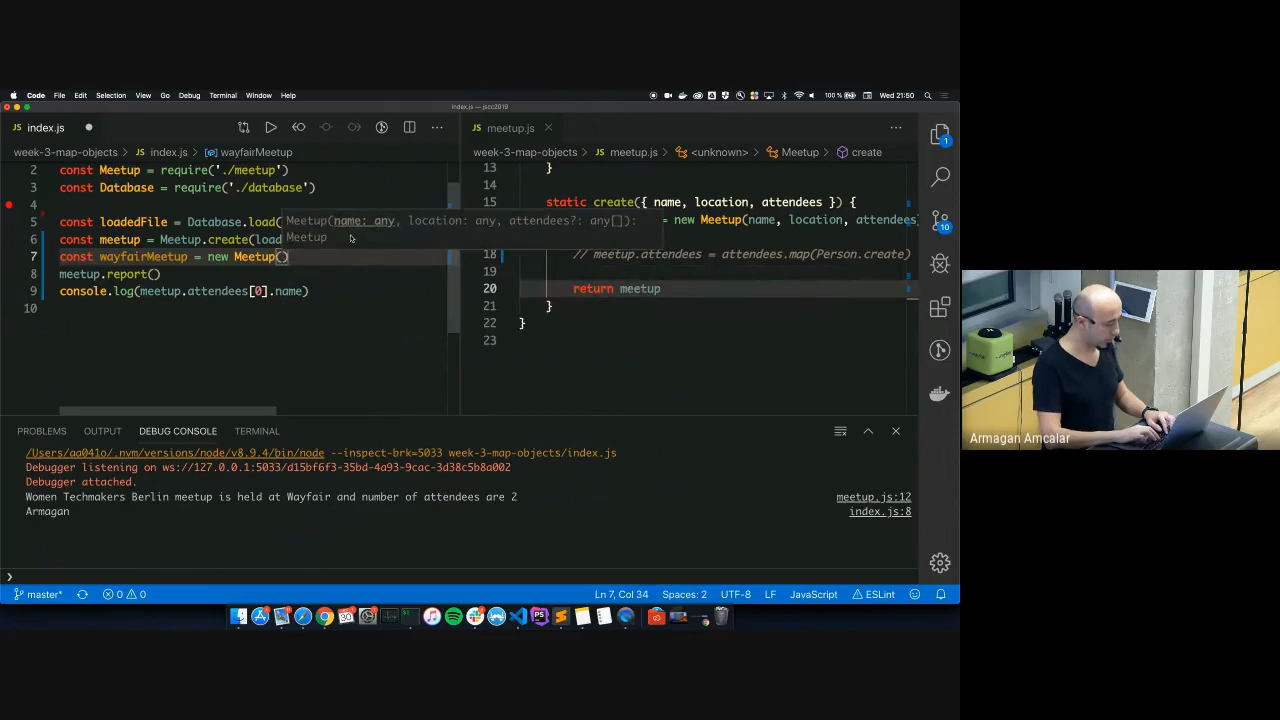 Code File Edit Selection View Go Debug Terminal Window Help 100 % Wed 21:50
index.js — jscc2019
index.js
week-3-map-objects > index.js > wayfairMeetup
2 const Meetup = require('./meetup')
3 const Database = require('./database')
4
5 const loadedFile = Database.load(
6 const meetup = Meetup.create(load
7 const wayfairMeetup = new Meetup()
8 meetup.report()
9 console.log(meetup.attendees[0].name)
10
Meetup(name: any, location: any, attendees?: any[]):
Meetup
meetup.js
week-3-map-objects > meetup.js > <unknown> > Meetup > create
13 }
14
15 static create({ name, location, attendees }) {
= new Meetup(name, location, attendees
18 // meetup.attendees = attendees.map(Person.create)
19
20 return meetup
21 }
22 }
23
1
10
PROBLEMS OUTPUT DEBUG CONSOLE TERMINAL
/Users/aa041o/.nvm/versions/node/v8.9.4/bin/node --inspect-brk=5033 week-3-map-objects/index.js
Debugger listening on ws://127.0.0.1:5033/d15bf6f3-35bd-4a93-9cac-3d38c5b8a002
Debugger attached.
Women Techmakers Berlin meetup is held at Wayfair and number of attendees are 2 meetup.js:12
Armagan index.js:8
master* 0 0 Ln 7, Col 34 Spaces: 2 UTF-8 LF JavaScript ESLint
Armagan Amcalar